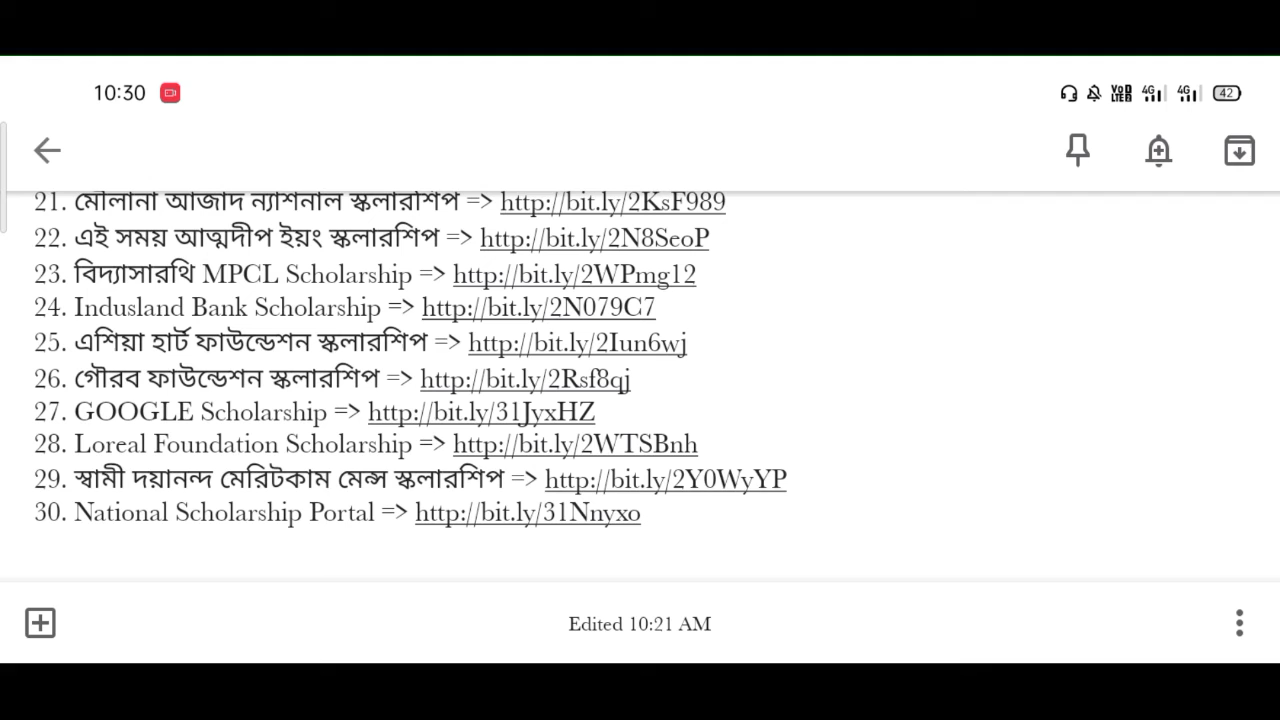 10:30
VoD LTE 4G 4G 42
21. মৌলানা আজাদ ন্যাশনাল স্কলারশিপ => http://bit.ly/2KsF989
22. এই সময় আত্মদীপ ইয়ং স্কলারশিপ => http://bit.ly/2N8SeoP
23. বিদ্যাসারথি MPCL Scholarship => http://bit.ly/2WPmg12
24. Indusland Bank Scholarship => http://bit.ly/2N079C7
25. এশিয়া হার্ট ফাউন্ডেশন স্কলারশিপ => http://bit.ly/2Iun6wj
26. গৌরব ফাউন্ডেশন স্কলারশিপ => http://bit.ly/2Rsf8qj
27. GOOGLE Scholarship => http://bit.ly/31JyxHZ
28. Loreal Foundation Scholarship => http://bit.ly/2WTSBnh
29. স্বামী দয়ানন্দ মেরিটকাম মেন্স স্কলারশিপ => http://bit.ly/2Y0WyYP
30. National Scholarship Portal => http://bit.ly/31Nnyxo
Edited 10:21 AM